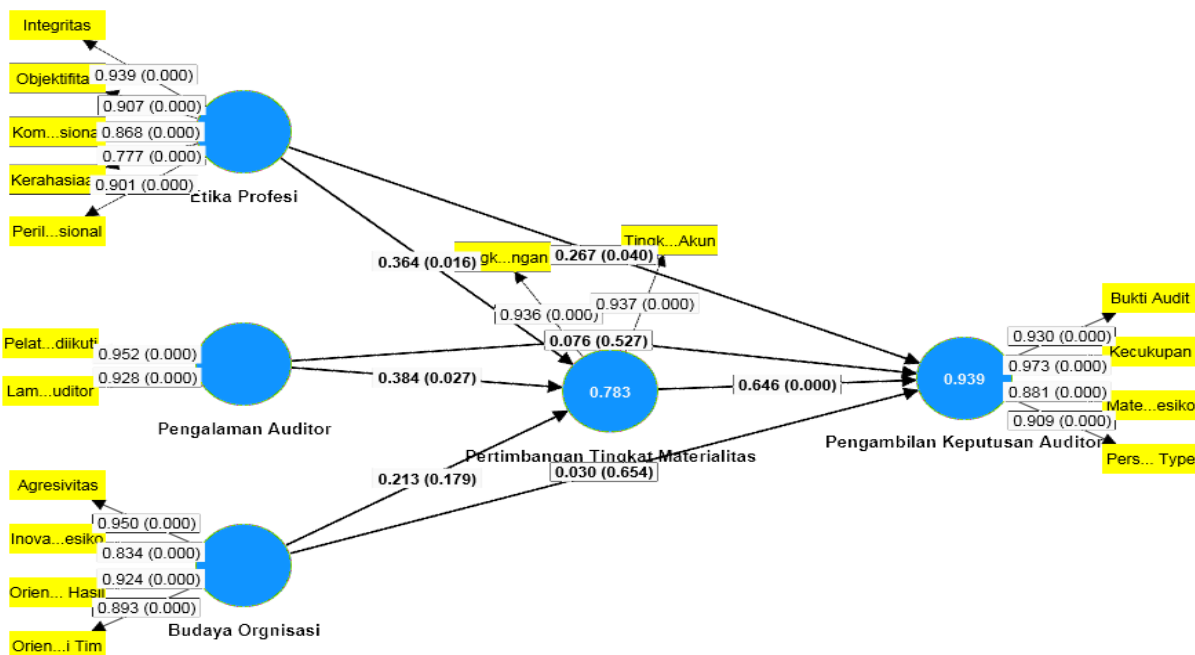 Integritas
0.939 (0.000)
Objektifita
0.907 (0.000)
Kom...siona
0.868 (0.000)
0.777 (0.000)
Kerahasiaa
0.901 (0.000)
Peril...sional
Etika Profesi
Tingk...Akun
gk...ngan
0.267 (0.040)
0.364 (0.016)
0.936 (0.000)
0.937 (0.000)
Pelat...diikuti
0.952 (0.000)
0.928 (0.000)
Lam...uditor
Pengalaman Auditor
0.076 (0.527)
0.384 (0.027)
0.783
Pertimbangan Tingkat Materialitas
0.646 (0.000)
0.939
Pengambilan Keputusan Auditor
Bukti Audit
0.930 (0.000)
Kecukupan
0.973 (0.000)
0.881 (0.000)
Mate...esiko
0.909 (0.000)
Pers... Type
0.213 (0.179)
0.030 (0.654)
Agresivitas
0.950 (0.000)
Inova...esiko
0.834 (0.000)
0.924 (0.000)
Orien... Hasil
0.893 (0.000)
Orien...i Tim
Budaya Orgnisasi